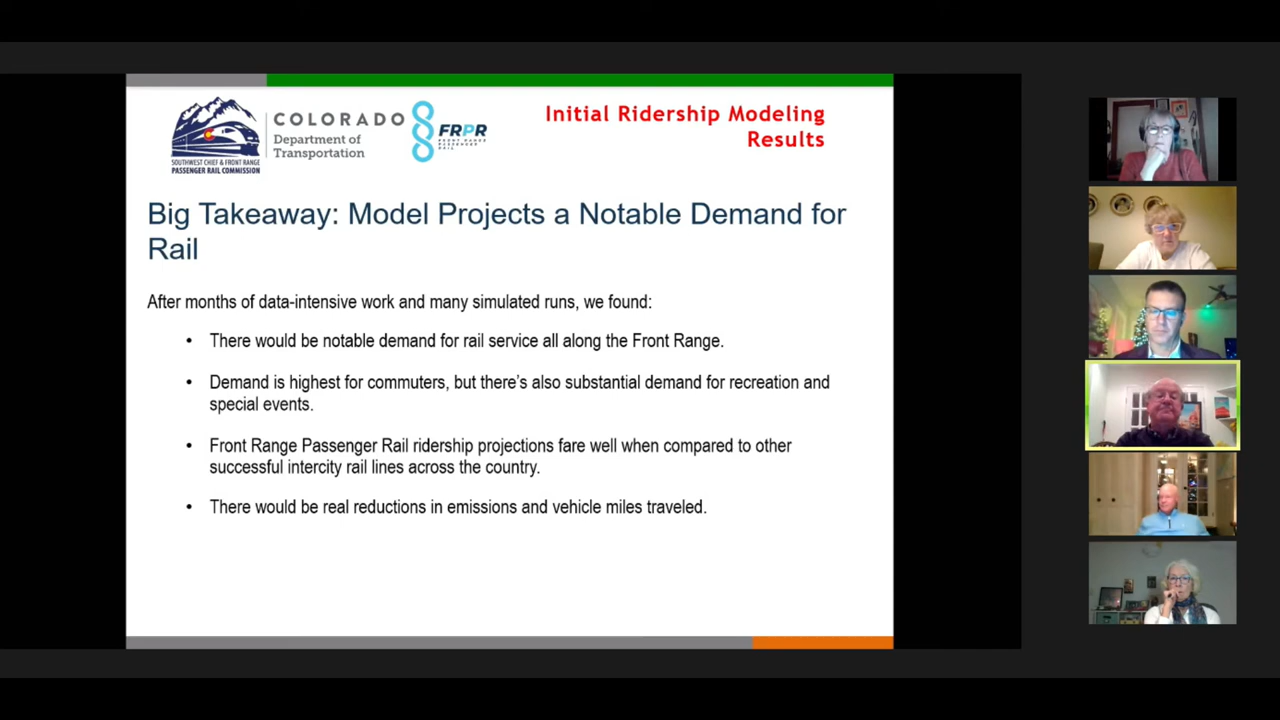 SOUTHWEST CHIEF & FRONT RANGE
PASSENGER RAIL COMMISSION
COLORADO
Department of
Transportation
FRPR
FRONT RANGE
PASSENGER
RAIL
Initial Ridership Modeling
Results
Big Takeaway: Model Projects a Notable Demand for
Rail
After months of data-intensive work and many simulated runs, we found:
• There would be notable demand for rail service all along the Front Range.
• Demand is highest for commuters, but there's also substantial demand for recreation and
special events.
• Front Range Passenger Rail ridership projections fare well when compared to other
successful intercity rail lines across the country.
• There would be real reductions in emissions and vehicle miles traveled.